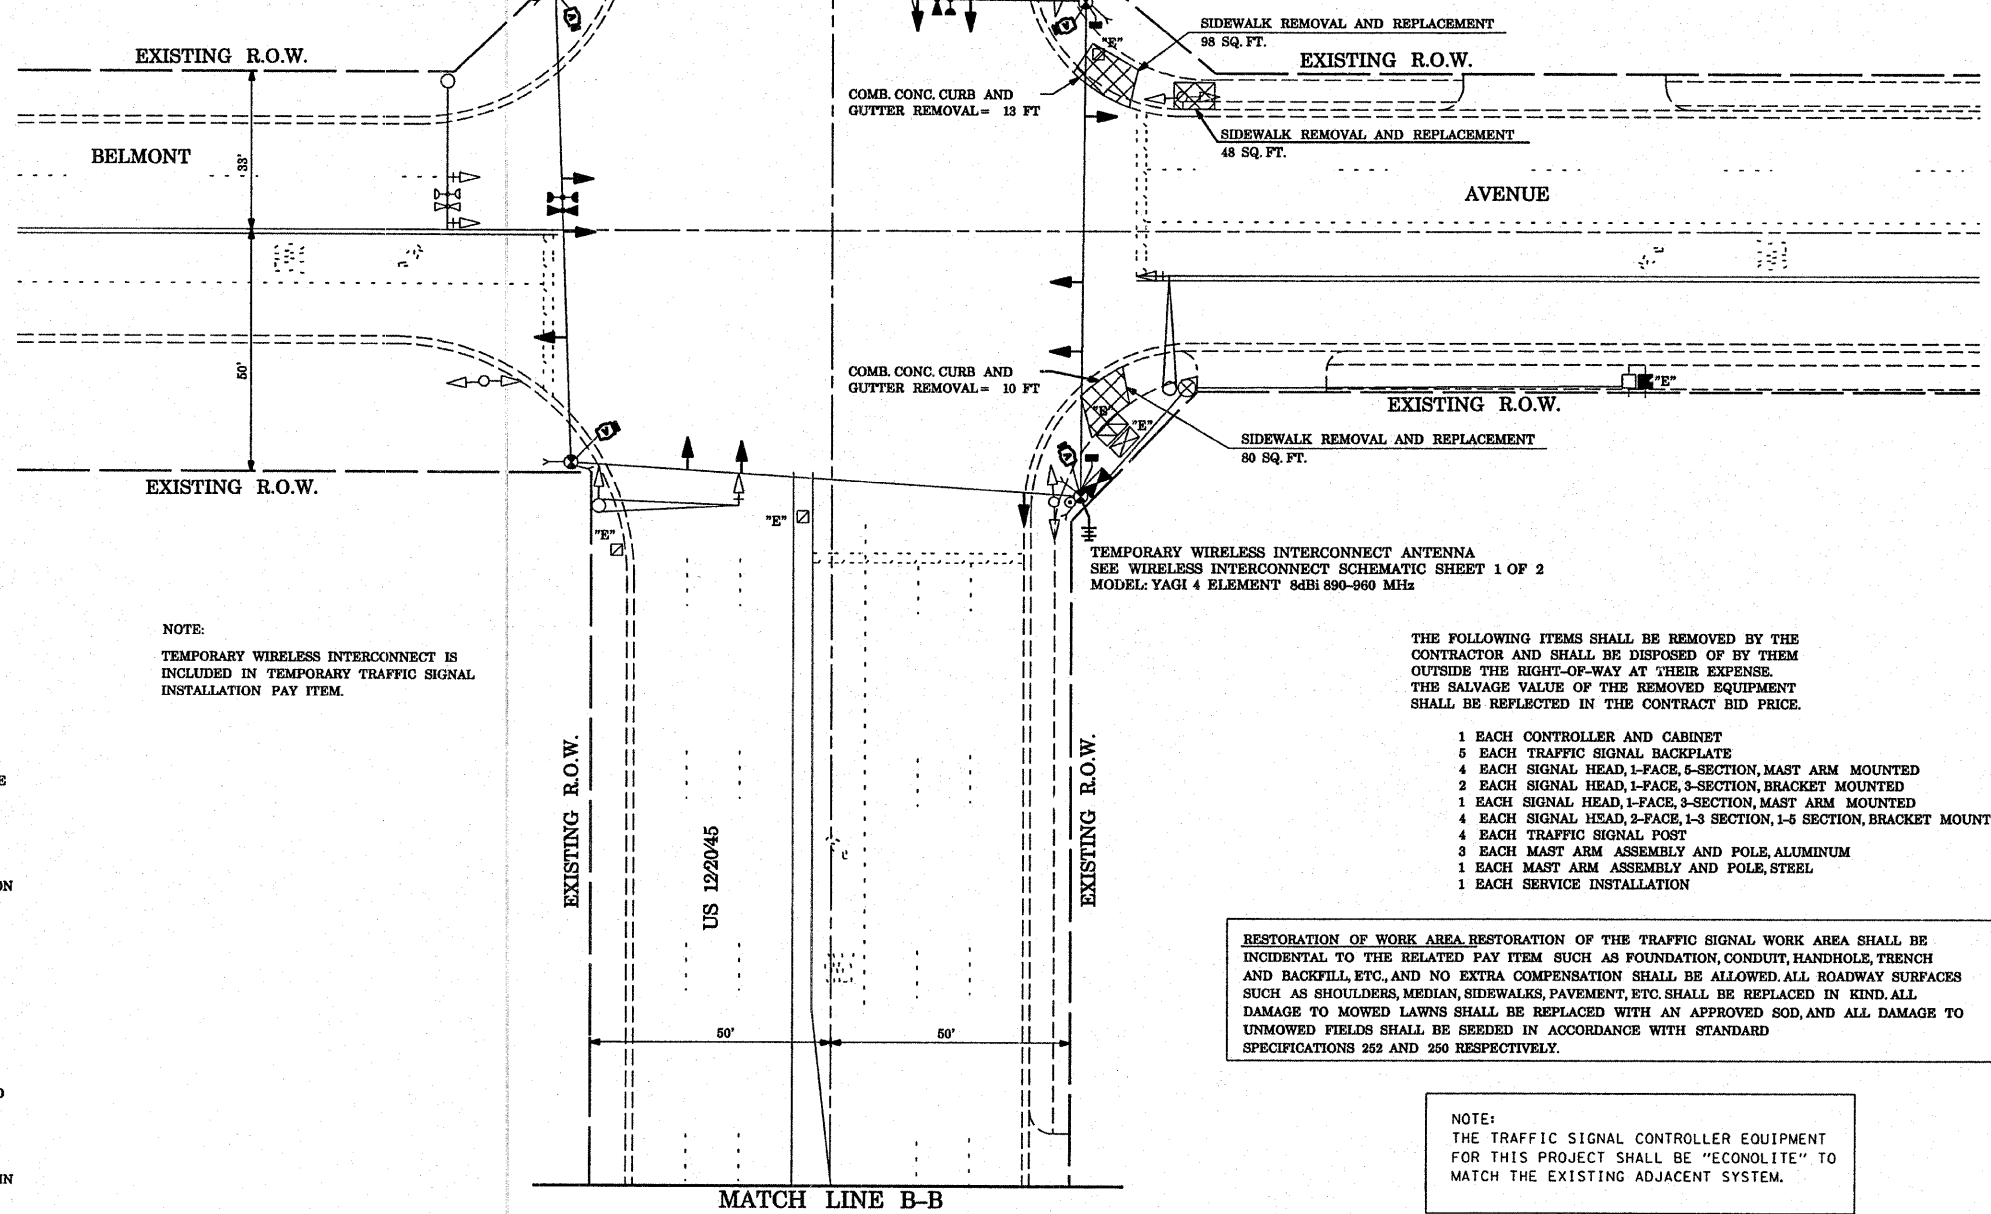 SIDEWALK REMOVAL AND REPLACEMENT
98 SQ. FT.
EXISTING R.O.W.
EXISTING R.O.W.
"E"
COMB. CONC. CURB AND
GUTTER REMOVAL= 13 FT
SIDEWALK REMOVAL AND REPLACEMENT
48 SQ. FT.
BELMONT
33'
AVENUE
50'
COMB. CONC. CURB AND
GUTTER REMOVAL= 10 FT
"E"
"E"
"E"
EXISTING R.O.W.
SIDEWALK REMOVAL AND REPLACEMENT
80 SQ. FT.
EXISTING R.O.W.
"E"
"E"
TEMPORARY WIRELESS INTERCONNECT ANTENNA
SEE WIRELESS INTERCONNECT SCHEMATIC SHEET 1 OF 2
MODEL: YAGI 4 ELEMENT 8dBi 890-960 MHz
NOTE:
TEMPORARY WIRELESS INTERCONNECT IS
INCLUDED IN TEMPORARY TRAFFIC SIGNAL
INSTALLATION PAY ITEM.
THE FOLLOWING ITEMS SHALL BE REMOVED BY THE
CONTRACTOR AND SHALL BE DISPOSED OF BY THEM
OUTSIDE THE RIGHT-OF-WAY AT THEIR EXPENSE.
THE SALVAGE VALUE OF THE REMOVED EQUIPMENT
SHALL BE REFLECTED IN THE CONTRACT BID PRICE.
1 EACH CONTROLLER AND CABINET
5 EACH TRAFFIC SIGNAL BACKPLATE
4 EACH SIGNAL HEAD, 1-FACE, 5-SECTION, MAST ARM MOUNTED
2 EACH SIGNAL HEAD, 1-FACE, 3-SECTION, BRACKET MOUNTED
1 EACH SIGNAL HEAD, 1-FACE, 3-SECTION, MAST ARM MOUNTED
4 EACH SIGNAL HEAD, 2-FACE, 1-3 SECTION, 1-5 SECTION, BRACKET MOUNT
4 EACH TRAFFIC SIGNAL POST
3 EACH MAST ARM ASSEMBLY AND POLE, ALUMINUM
1 EACH MAST ARM ASSEMBLY AND POLE, STEEL
1 EACH SERVICE INSTALLATION
EXISTING R.O.W.
US 12/20/45
EXISTING R.O.W.
E
ON
IN
RESTORATION OF WORK AREA. RESTORATION OF THE TRAFFIC SIGNAL WORK AREA SHALL BE
INCIDENTAL TO THE RELATED PAY ITEM SUCH AS FOUNDATION, CONDUIT, HANDHOLE, TRENCH
AND BACKFILL, ETC., AND NO EXTRA COMPENSATION SHALL BE ALLOWED. ALL ROADWAY SURFACES
SUCH AS SHOULDERS, MEDIAN, SIDEWALKS, PAVEMENT, ETC. SHALL BE REPLACED IN KIND. ALL
DAMAGE TO MOWED LAWNS SHALL BE REPLACED WITH AN APPROVED SOD, AND ALL DAMAGE TO
UNMOWED FIELDS SHALL BE SEEDED IN ACCORDANCE WITH STANDARD
SPECIFICATIONS 252 AND 250 RESPECTIVELY.
50'
50'
NOTE:
THE TRAFFIC SIGNAL CONTROLLER EQUIPMENT
FOR THIS PROJECT SHALL BE "ECONOLITE" TO
MATCH THE EXISTING ADJACENT SYSTEM.
MATCH LINE B-B